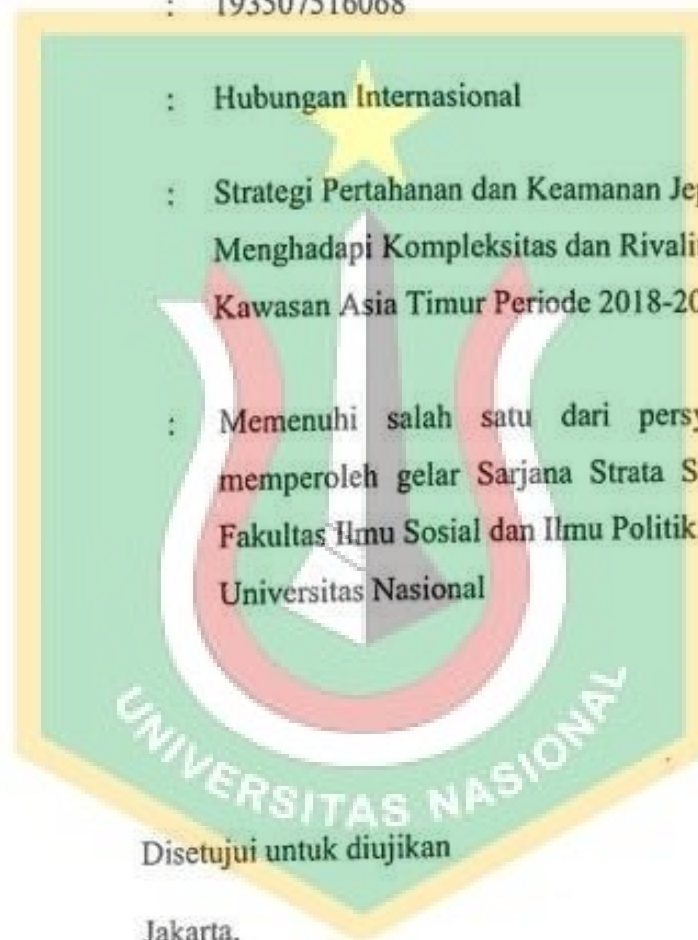 : 193507516068
: Hubungan Internasional
: Strategi Pertahanan dan Keamanan
Menghadapi Kompleksitas dan
Kawasan Asia Timur Periode
: Memenuhi salah satu dari
memperoleh gelar Sarjana Strata
Fakultas Ilmu Sosial dan Ilmu Politik
Universitas Nasional
UNIVERSITAS NASIONAL
Disetujui untuk diujikan
Jakarta,